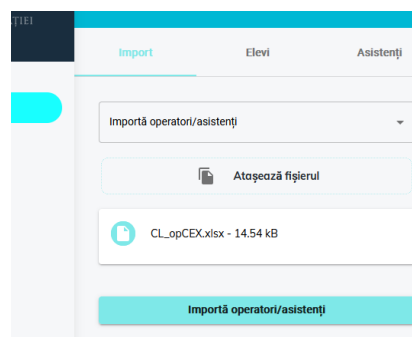 Import Elevi Asistenți
Importă operatori/asistenți
Atașează fișierul
CL_opCEX.xlsx - 14.54 kB
Importă operatori/asistenți